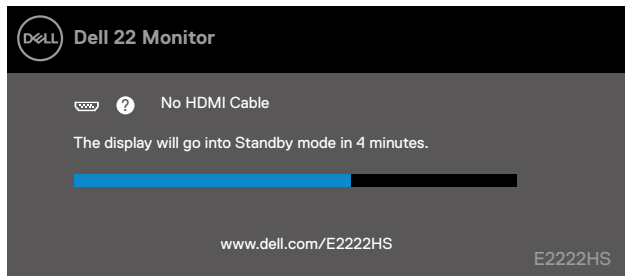 DELL Dell 22 Monitor
? No HDMI Cable
The display will go into Standby mode in 4 minutes.
www.dell.com/E2222HS
E2222HS